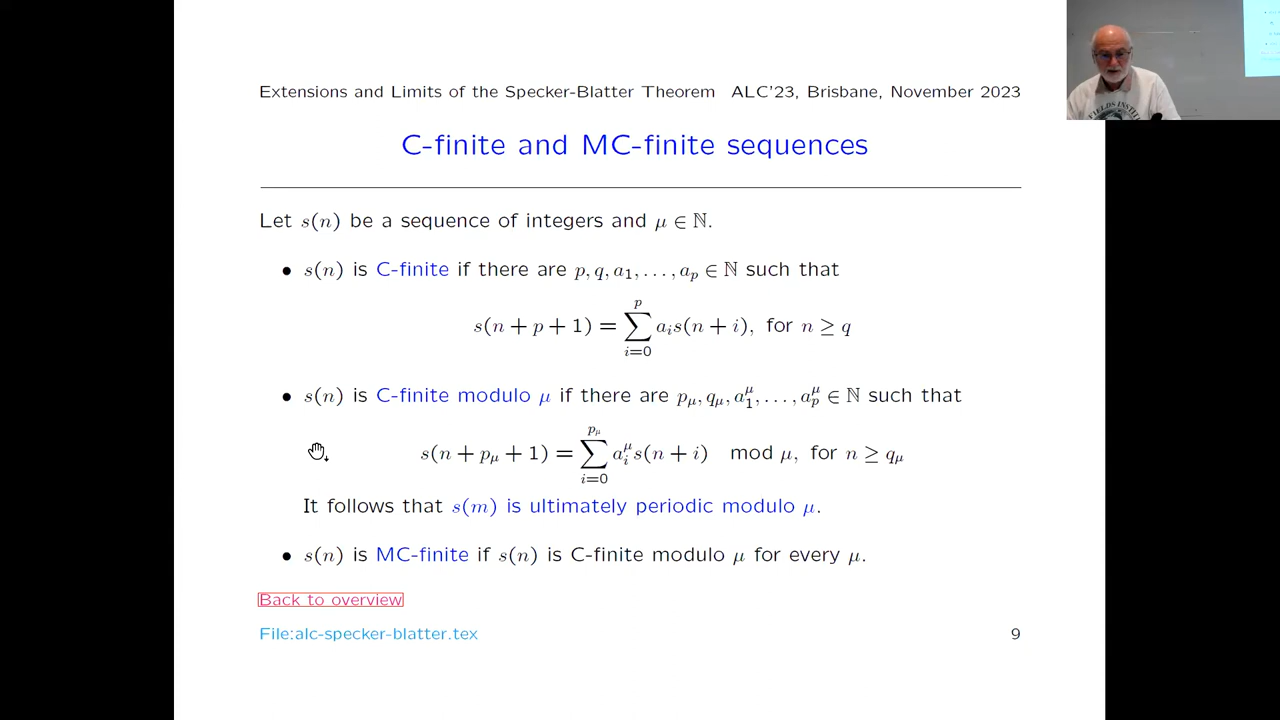 Extensions and Limits of the Specker-Blatter Theorem ALC'23, Brisbane, November 2023
C-finite and MC-finite sequences
Let s(n) be a sequence of integers and μ ∈ ℕ.
• s(n) is C-finite if there are p, q, a₁, …, aₚ ∈ ℕ such that
s(n + p + 1) = ∑_{i=0}^{p} a_i s(n + i), for n ≥ q
• s(n) is C-finite modulo μ if there are p_μ, q_μ, a_1^μ, …, a_p^μ ∈ ℕ such that
s(n + p_μ + 1) = ∑_{i=0}^{p_μ} a_i^μ s(n + i) mod μ, for n ≥ q_μ
It follows that s(m) is ultimately periodic modulo μ.
• s(n) is MC-finite if s(n) is C-finite modulo μ for every μ.
Back to overview
File:alc-specker-blatter.tex 9